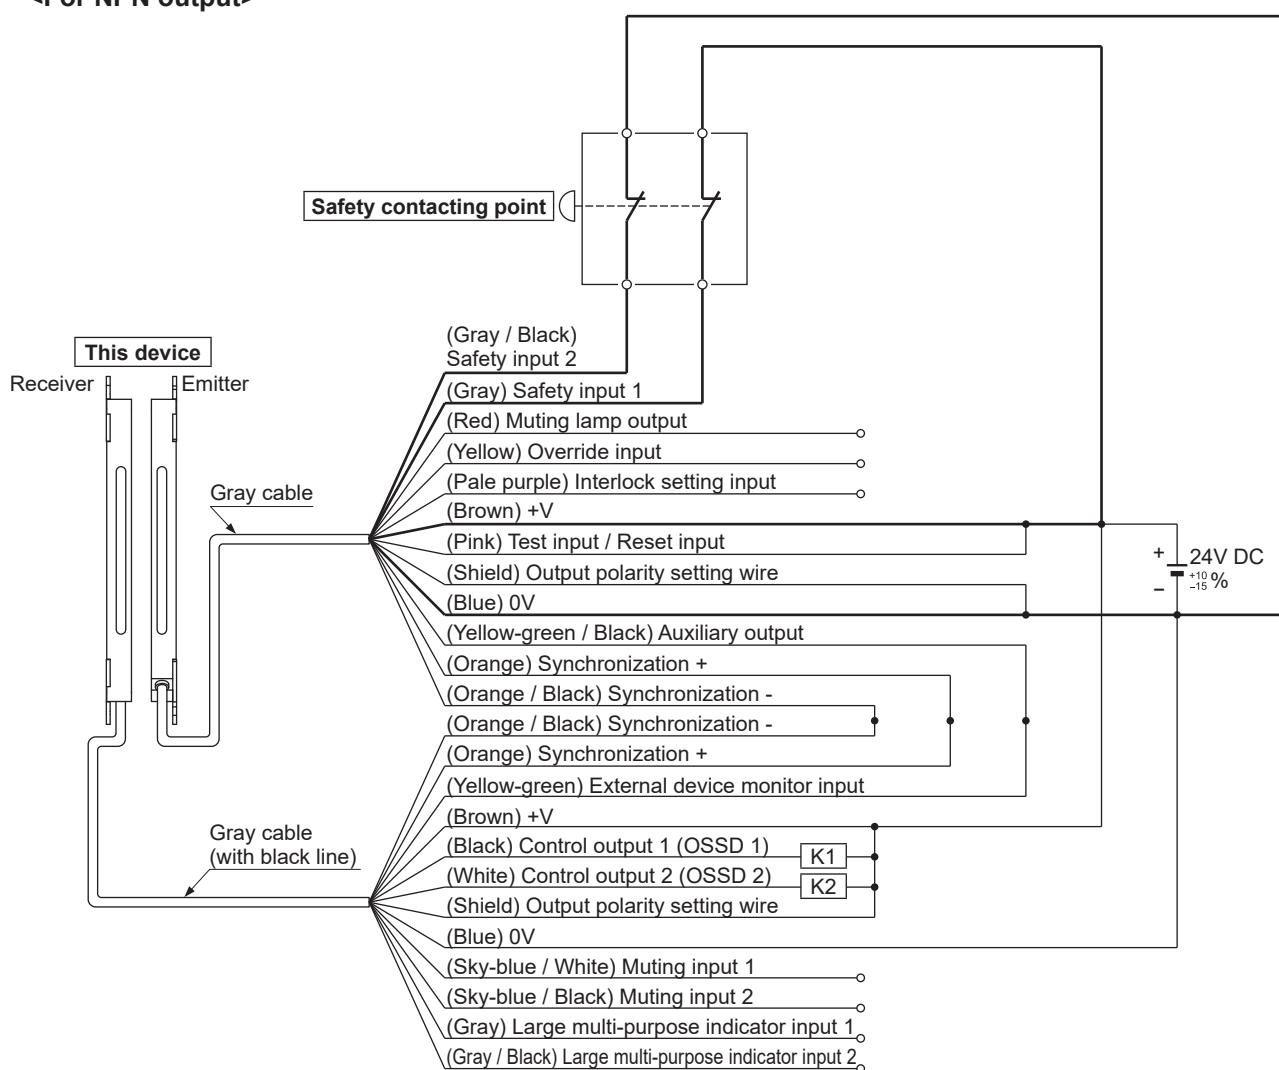 <For NPN output>
Safety contacting point
This device
Receiver
Emitter
(Gray / Black)
Safety input 2
(Gray) Safety input 1
(Red) Muting lamp output
(Yellow) Override input
(Pale purple) Interlock setting input
Gray cable
(Brown) +V
(Pink) Test input / Reset input
(Shield) Output polarity setting wire
(Blue) 0V
+
24V DC
+10
-15 %
−
(Yellow-green / Black) Auxiliary output
(Orange) Synchronization +
(Orange / Black) Synchronization -
(Orange / Black) Synchronization -
(Orange) Synchronization +
(Yellow-green) External device monitor input
(Brown) +V
Gray cable
(with black line)
(Black) Control output 1 (OSSD 1)
K1
(White) Control output 2 (OSSD 2)
K2
(Shield) Output polarity setting wire
(Blue) 0V
(Sky-blue / White) Muting input 1
(Sky-blue / Black) Muting input 2
(Gray) Large multi-purpose indicator input 1
(Gray / Black) Large multi-purpose indicator input 2